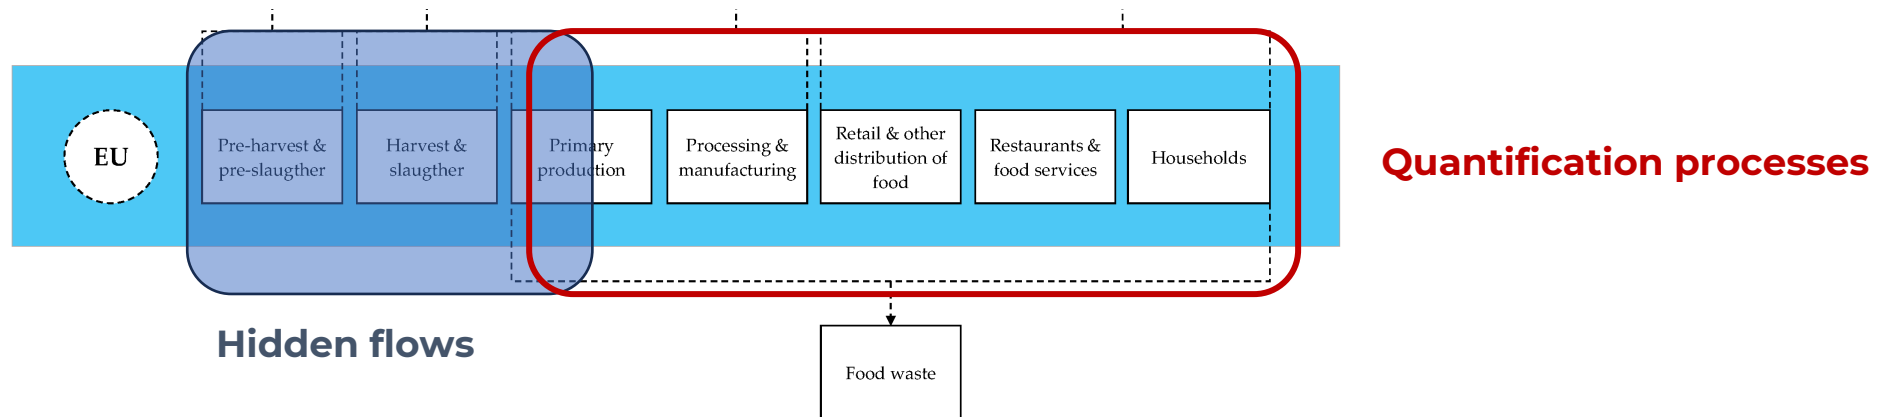 EU
Pre-harvest &
pre-slaugther
Harvest &
slaugther
Primary
production
Processing &
manufacturing
Retail & other
distribution of
food
Restaurants &
food services
Households
Quantification processes
Hidden flows
Food waste